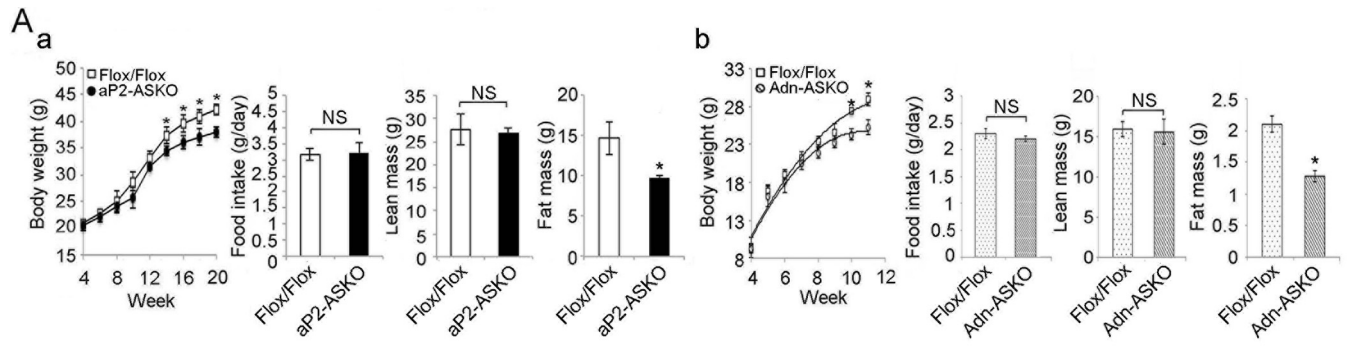 A
a
Flox/Flox
aP2-ASKO
Body weight (g)
50
45
40
35
30
25
20
15
4
8
12
16
20
Week
* * * *
Food intake (g/day)
5
4.5
4
3.5
3
2.5
2
1.5
1
0.5
0
NS
Flox/Flox
aP2-ASKO
Lean mass (g)
40
35
30
25
20
15
10
5
0
NS
Flox/Flox
aP2-ASKO
Fat mass (g)
20
15
10
5
0
*
Flox/Flox
aP2-ASKO
b
Flox/Flox
Adn-ASKO
Body weight (g)
33
28
23
18
13
8
4
6
8
10
12
Week
* *
Food intake (g/day)
3
2.5
2
1.5
1
0.5
0
NS
Flox/Flox
Adn-ASKO
Lean mass (g)
20
15
10
5
0
NS
Flox/Flox
Adn-ASKO
Fat mass (g)
2.5
2
1.5
1
0.5
0
*
Flox/Flox
Adn-ASKO